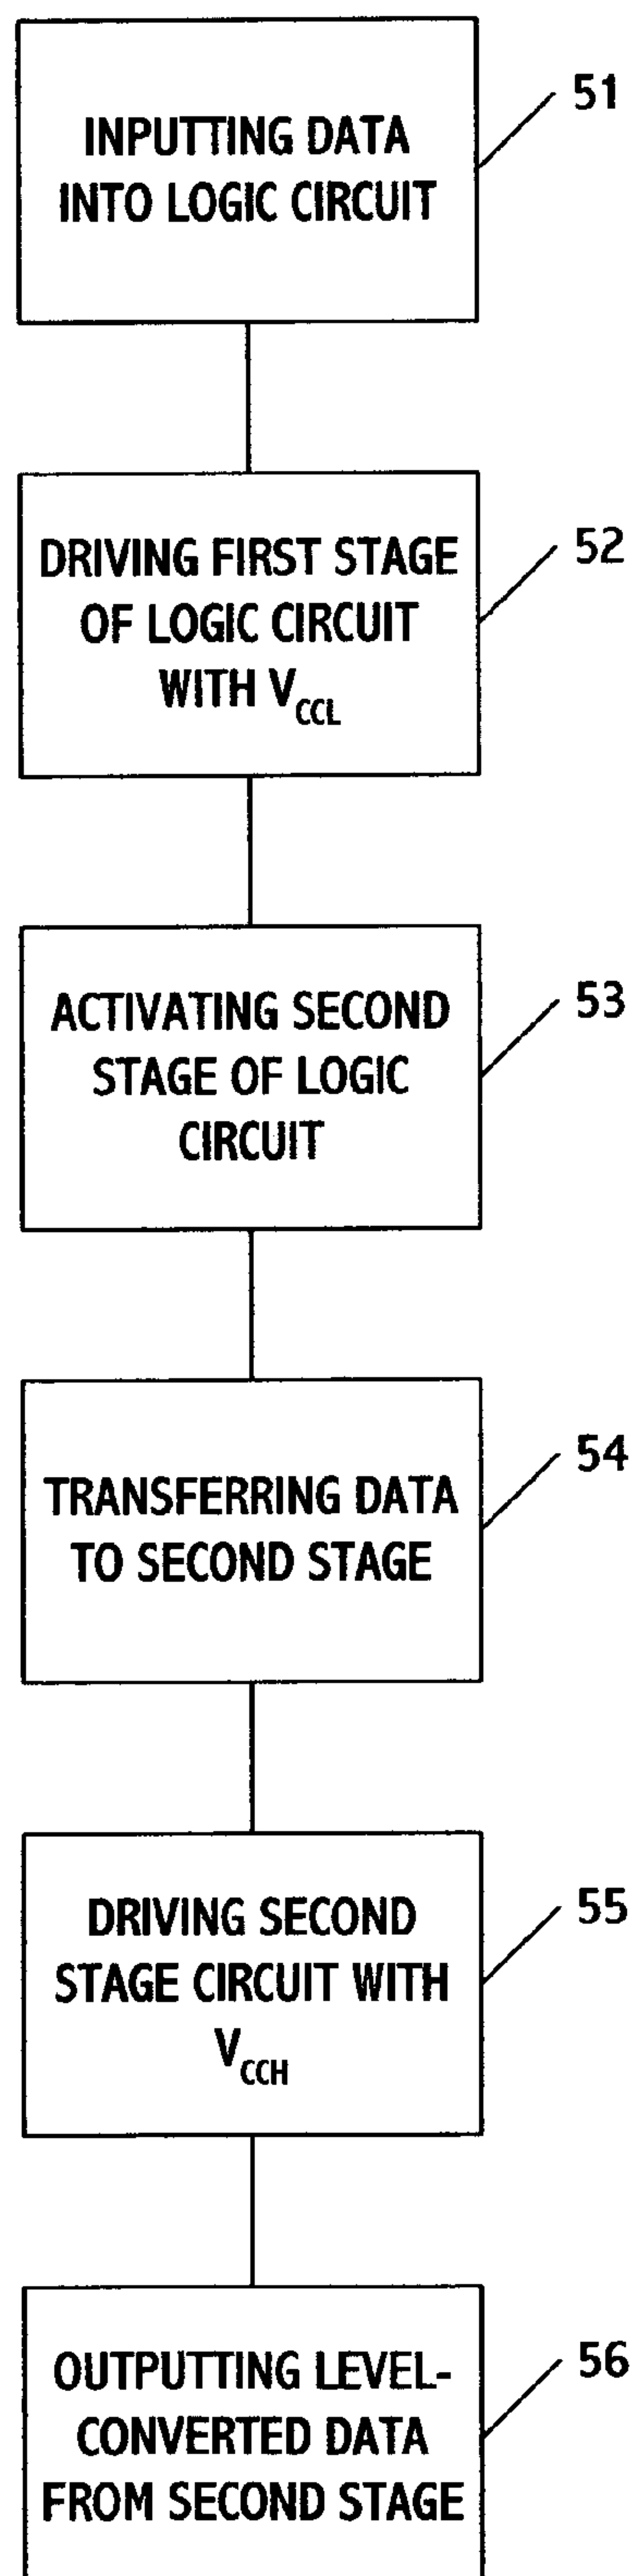 51
INPUTTING DATA
INTO LOGIC CIRCUIT
52
DRIVING FIRST STAGE
OF LOGIC CIRCUIT
WITH V_CCL
53
ACTIVATING SECOND
STAGE OF LOGIC
CIRCUIT
54
TRANSFERRING DATA
TO SECOND STAGE
55
DRIVING SECOND
STAGE CIRCUIT WITH
V_CCH
56
OUTPUTTING LEVEL-
CONVERTED DATA
FROM SECOND STAGE